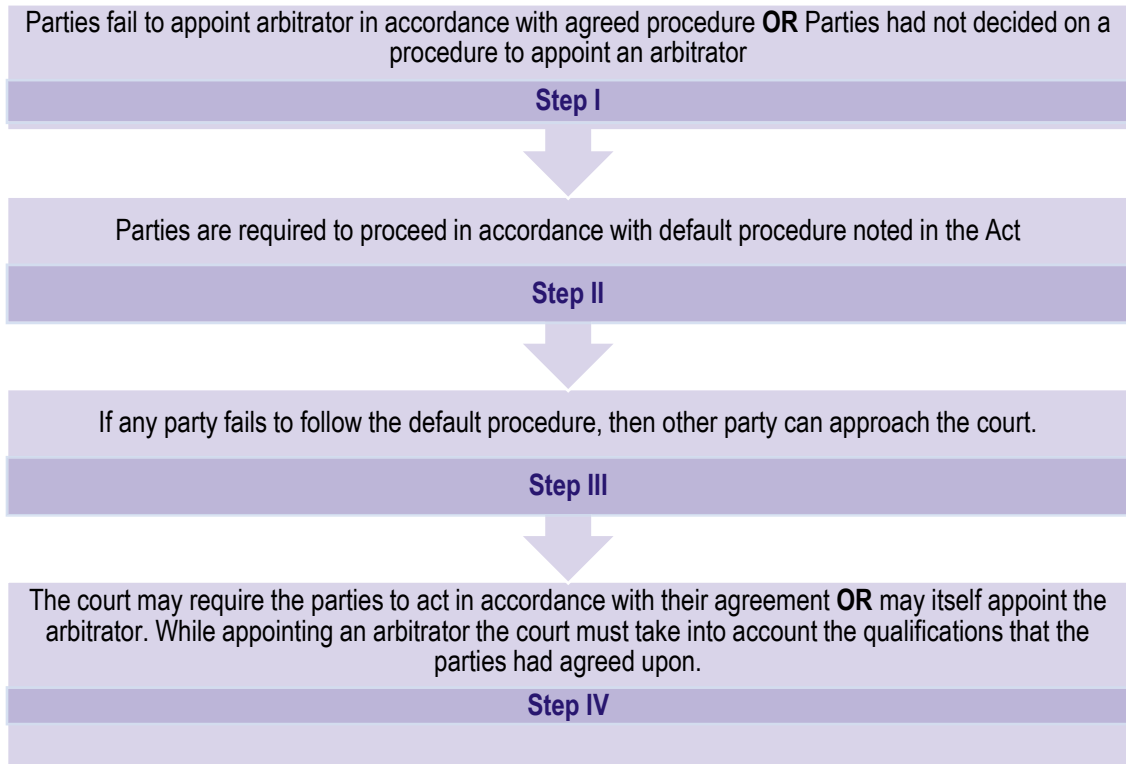 Parties fail to appoint arbitrator in accordance with agreed procedure OR Parties had not decided on a
procedure to appoint an arbitrator
Step I
Parties are required to proceed in accordance with default procedure noted in the Act
Step II
If any party fails to follow the default procedure, then other party can approach the court.
Step III
The court may require the parties to act in accordance with their agreement OR may itself appoint the
arbitrator. While appointing an arbitrator the court must take into account the qualifications that the
parties had agreed upon.
Step IV